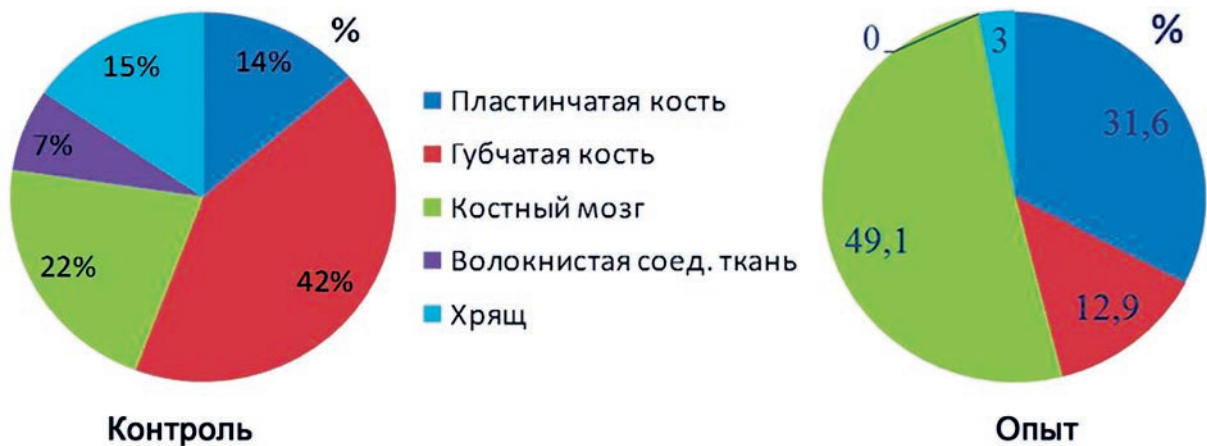 %
14%
42%
22%
7%
15%
Контроль
Пластинчатая кость
Губчатая кость
Костный мозг
Волокнистая соед. ткань
Хрящ
%
0
3
31,6
12,9
49,1
Опыт